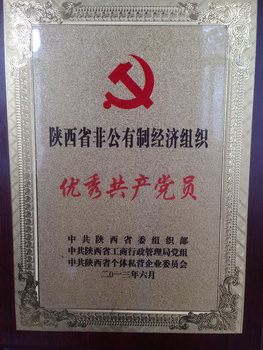 陕西省非公有制经济组织
优秀共产党员
中共陕西省委组织部
中共陕西省工商行政管理局党组
中共陕西省个体私营企业委员会
二〇一三年六月